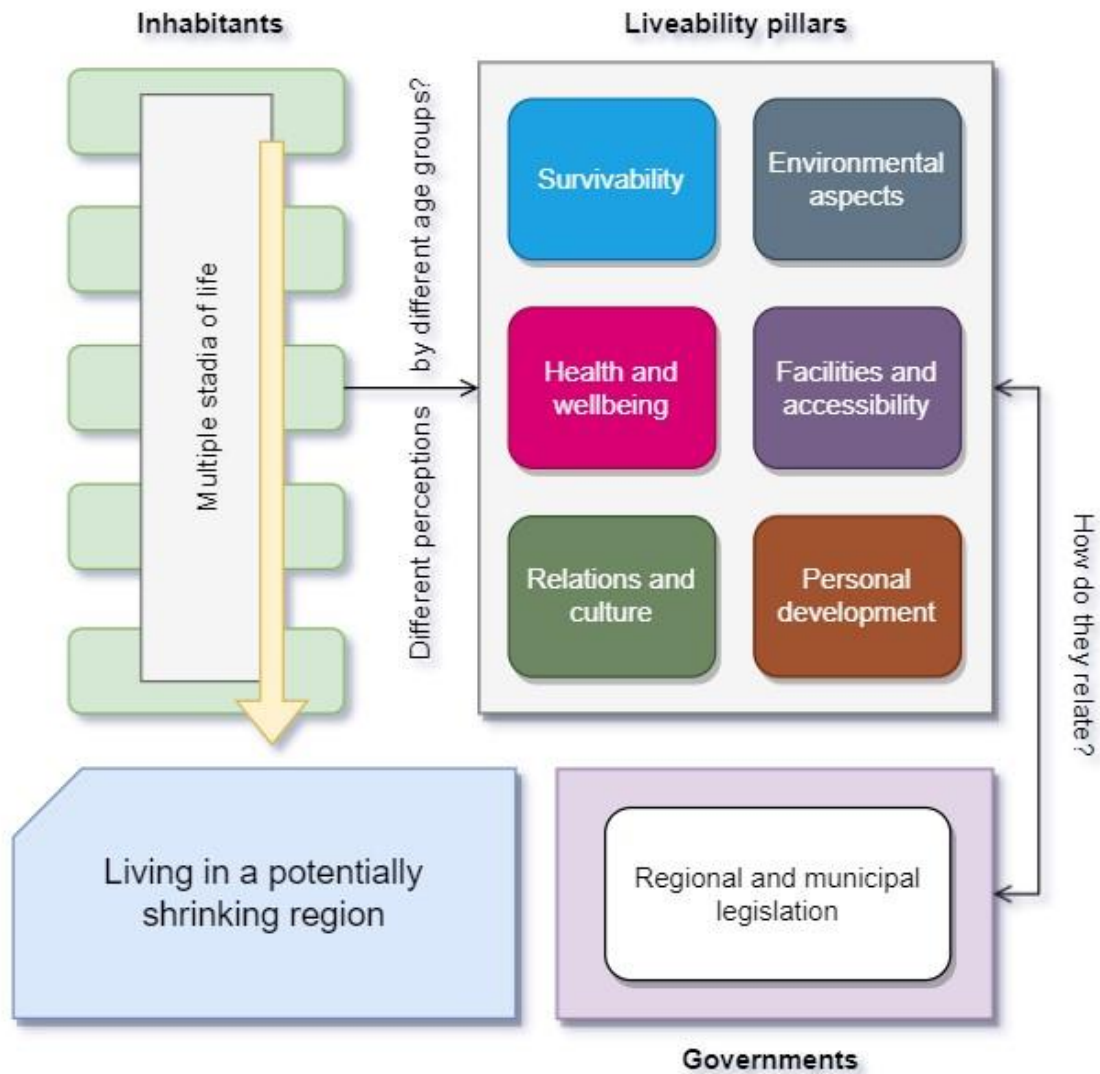 Inhabitants
Liveability pillars
Multiple stadia of life
Different perceptions by different age groups?
Survivability
Environmental
aspects
Health and
wellbeing
Facilities and
accessibility
Relations and
culture
Personal
development
How do they relate?
Living in a potentially
shrinking region
Regional and municipal
legislation
Governments